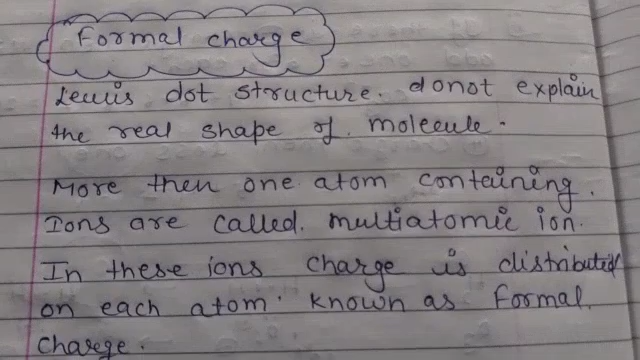 Formal charge
Lewis dot structure. donot explain
the real shape of. molecule.
More then one atom contening.
Ions are called. multiatomic ion.
In these ions charge is distributed
on each atom. known as formal.
charge.